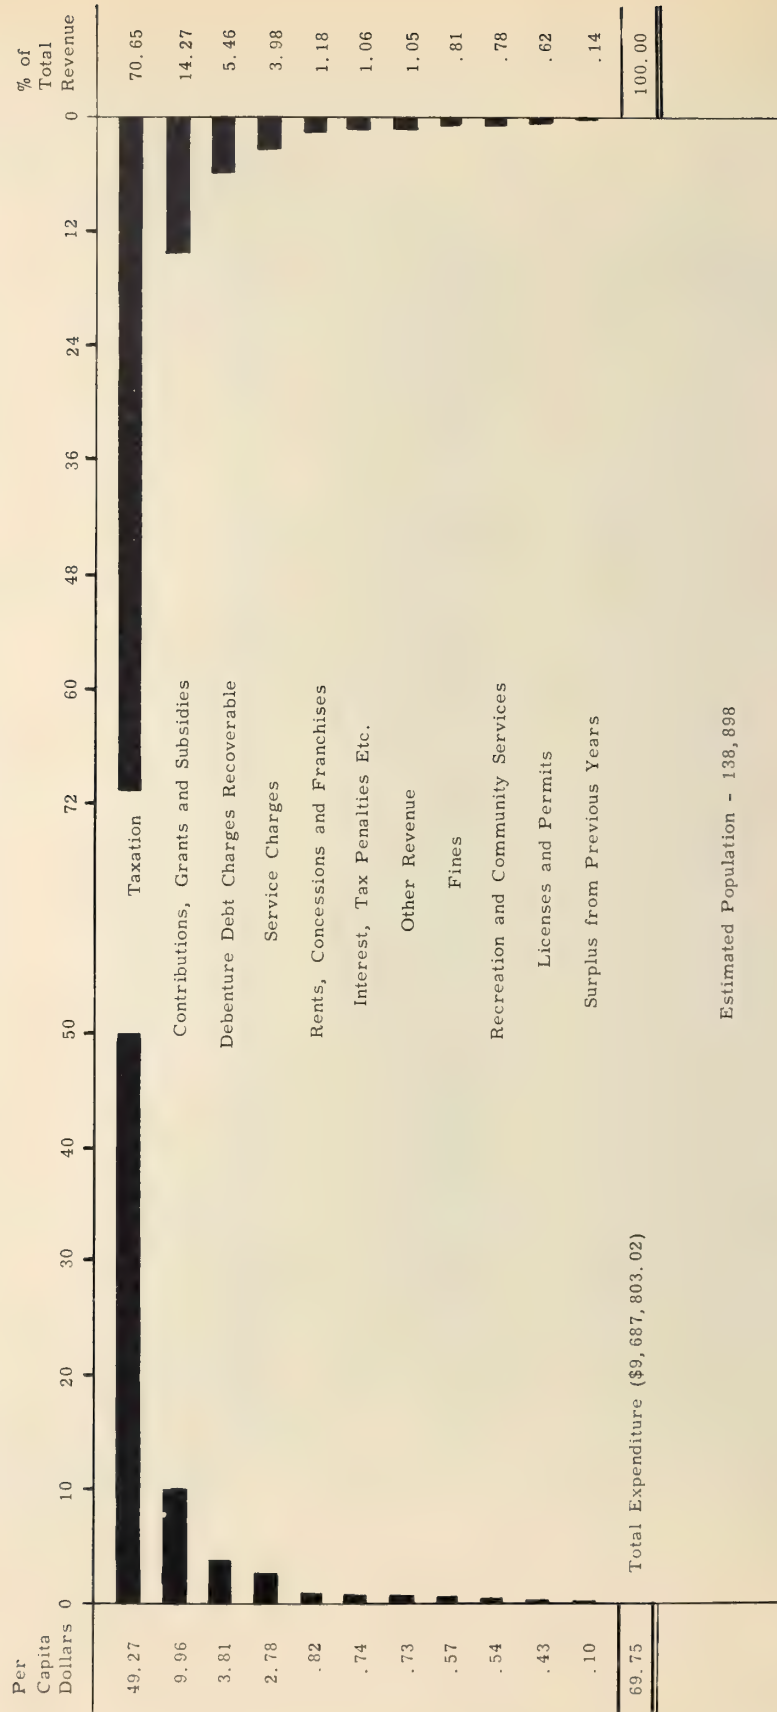 Per
Capita
Dollars 0 10 20 30 40 50 72 60 48 36 24 12 0
% of
Total
Revenue
49.27 Taxation 70.65
9.96 Contributions, Grants and Subsidies 14.27
3.81 Debenture Debt Charges Recoverable 5.46
2.78 Service Charges 3.98
.82 Rents, Concessions and Franchises 1.18
.74 Interest, Tax Penalties Etc. 1.06
.73 Other Revenue 1.05
.57 Fines .81
.54 Recreation and Community Services .78
.43 Licenses and Permits .62
.10 Surplus from Previous Years .14
69.75 Total Expenditure ($9,687,803.02) 100.00
Estimated Population - 138,898